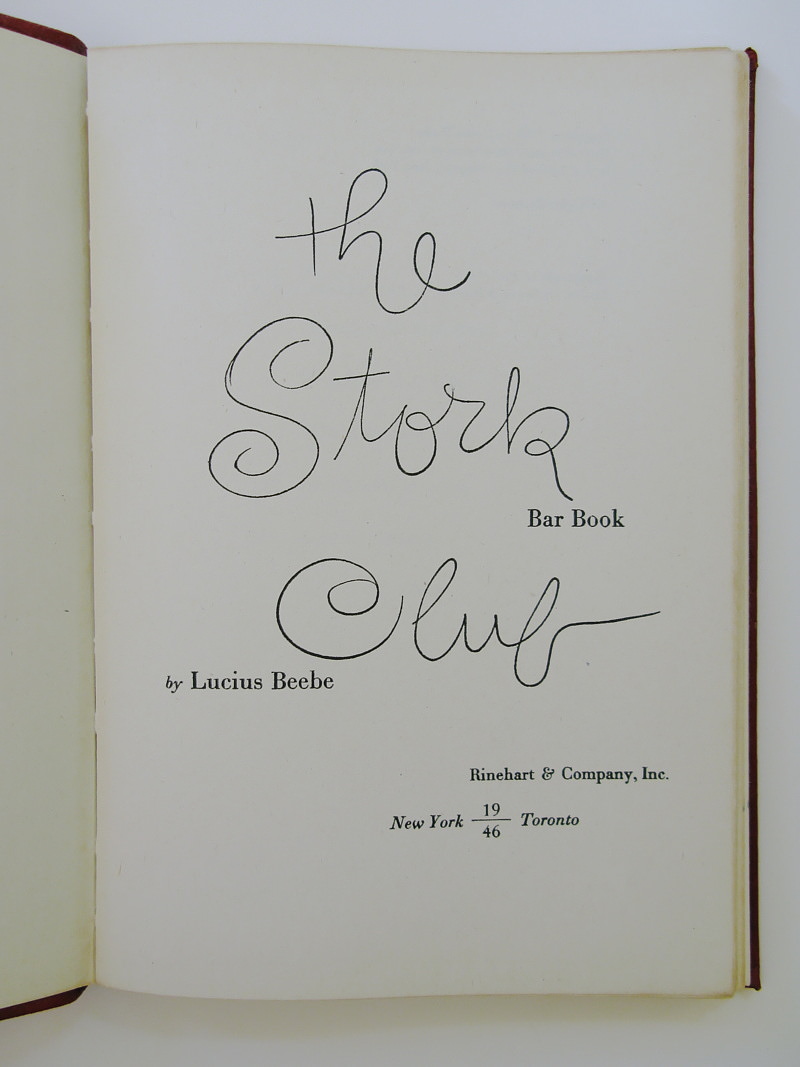 the
Stork
Bar Book
Club
by Lucius Beebe
Rinehart & Company, Inc.
New York 19/46 Toronto